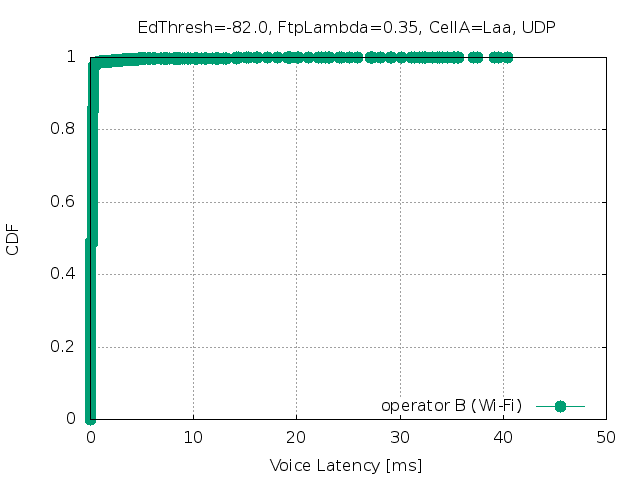 EdThresh=-82.0, FtpLambda=0.35, CellA=Laa, UDP
1
0.8
0.6
0.4
0.2
0
CDF
operator B (Wi-Fi)
0 10 20 30 40 50
Voice Latency [ms]